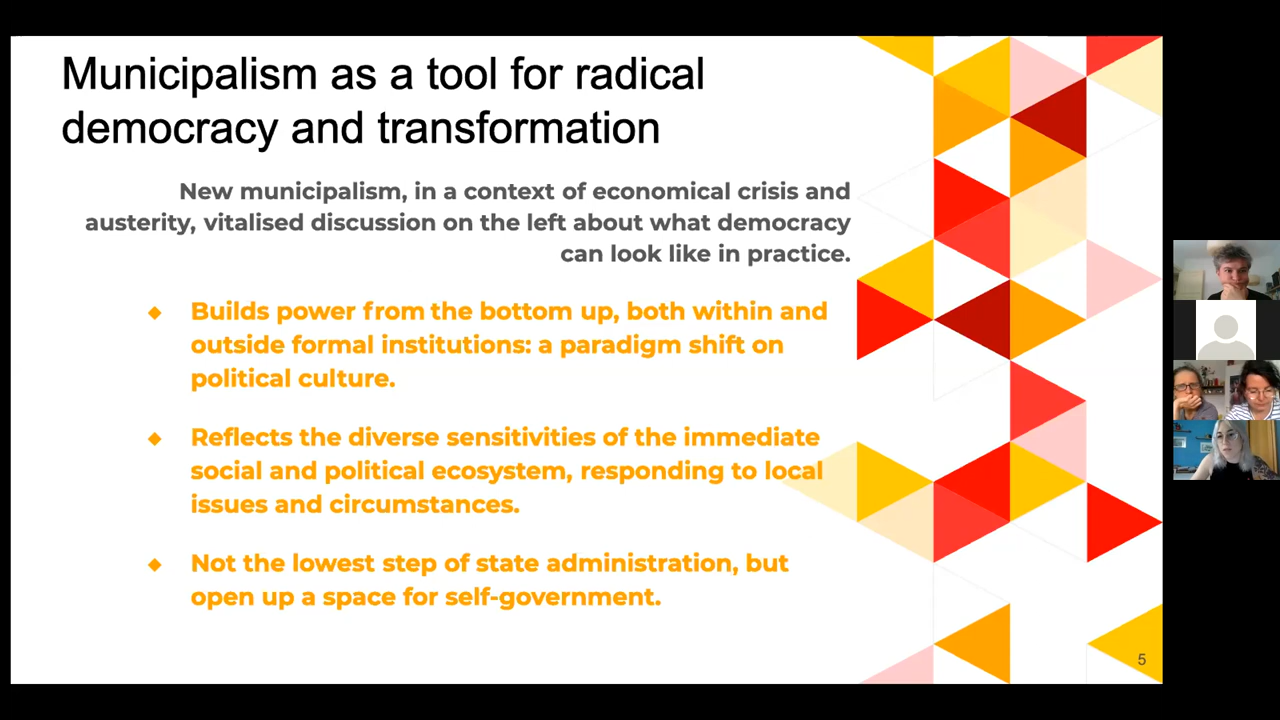 Municipalism as a tool for radical
democracy and transformation
New municipalism, in a context of economical crisis and
austerity, vitalised discussion on the left about what democracy
can look like in practice.
Builds power from the bottom up, both within and
outside formal institutions: a paradigm shift on
political culture.
Reflects the diverse sensitivities of the immediate
social and political ecosystem, responding to local
issues and circumstances.
Not the lowest step of state administration, but
open up a space for self-government.
5